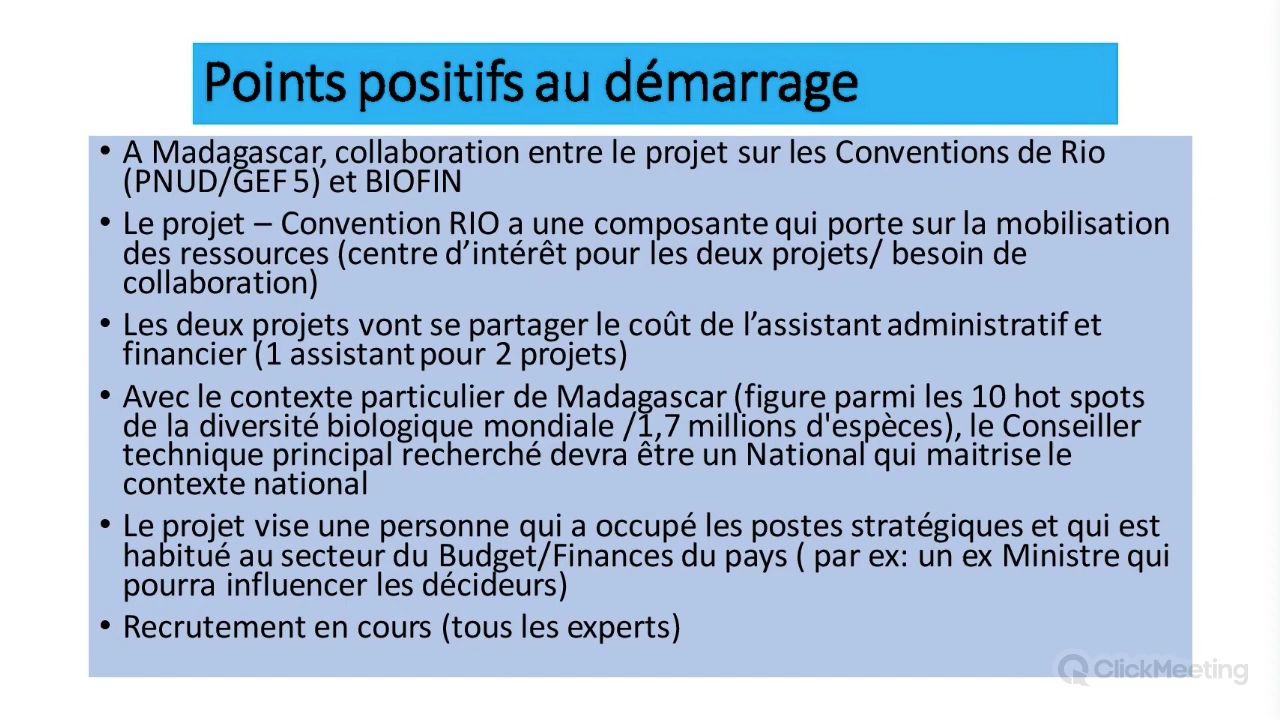 Points positifs au démarrage
• A Madagascar, collaboration entre le projet sur les Conventions de Rio
(PNUD/GEF 5) et BIOFIN
• Le projet – Convention RIO a une composante qui porte sur la mobilisation
des ressources (centre d’intérêt pour les deux projets/ besoin de
collaboration)
• Les deux projets vont se partager le coût de l’assistant administratif et
financier (1 assistant pour 2 projets)
• Avec le contexte particulier de Madagascar (figure parmi les 10 hot spots
de la diversité biologique mondiale /1,7 millions d'espèces), le Conseiller
technique principal recherché devra être un National qui maitrise le
contexte national
• Le projet vise une personne qui a occupé les postes stratégiques et qui est
habitué au secteur du Budget/Finances du pays ( par ex: un ex Ministre qui
pourra influencer les décideurs)
• Recrutement en cours (tous les experts)
ClickMeeting